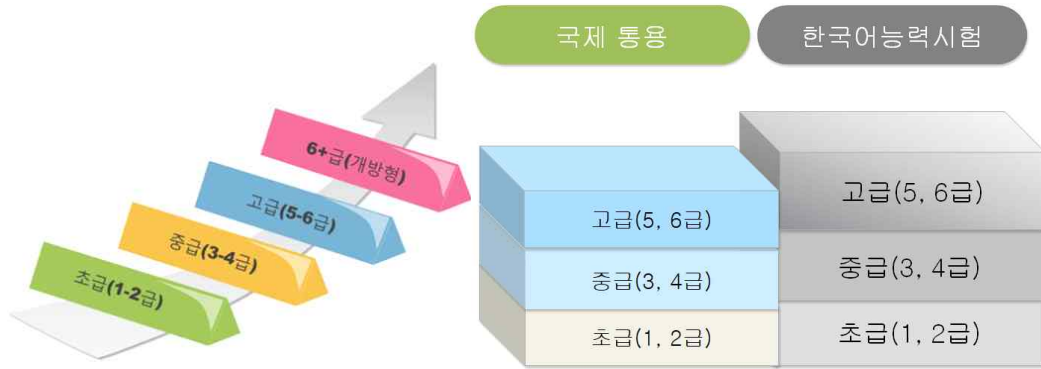 6+급(개방형)
고급(5-6급)
중급(3-4급)
초급(1-2급)
국제 통용
고급(5, 6급)
중급(3, 4급)
초급(1, 2급)
한국어능력시험
고급(5, 6급)
중급(3, 4급)
초급(1, 2급)